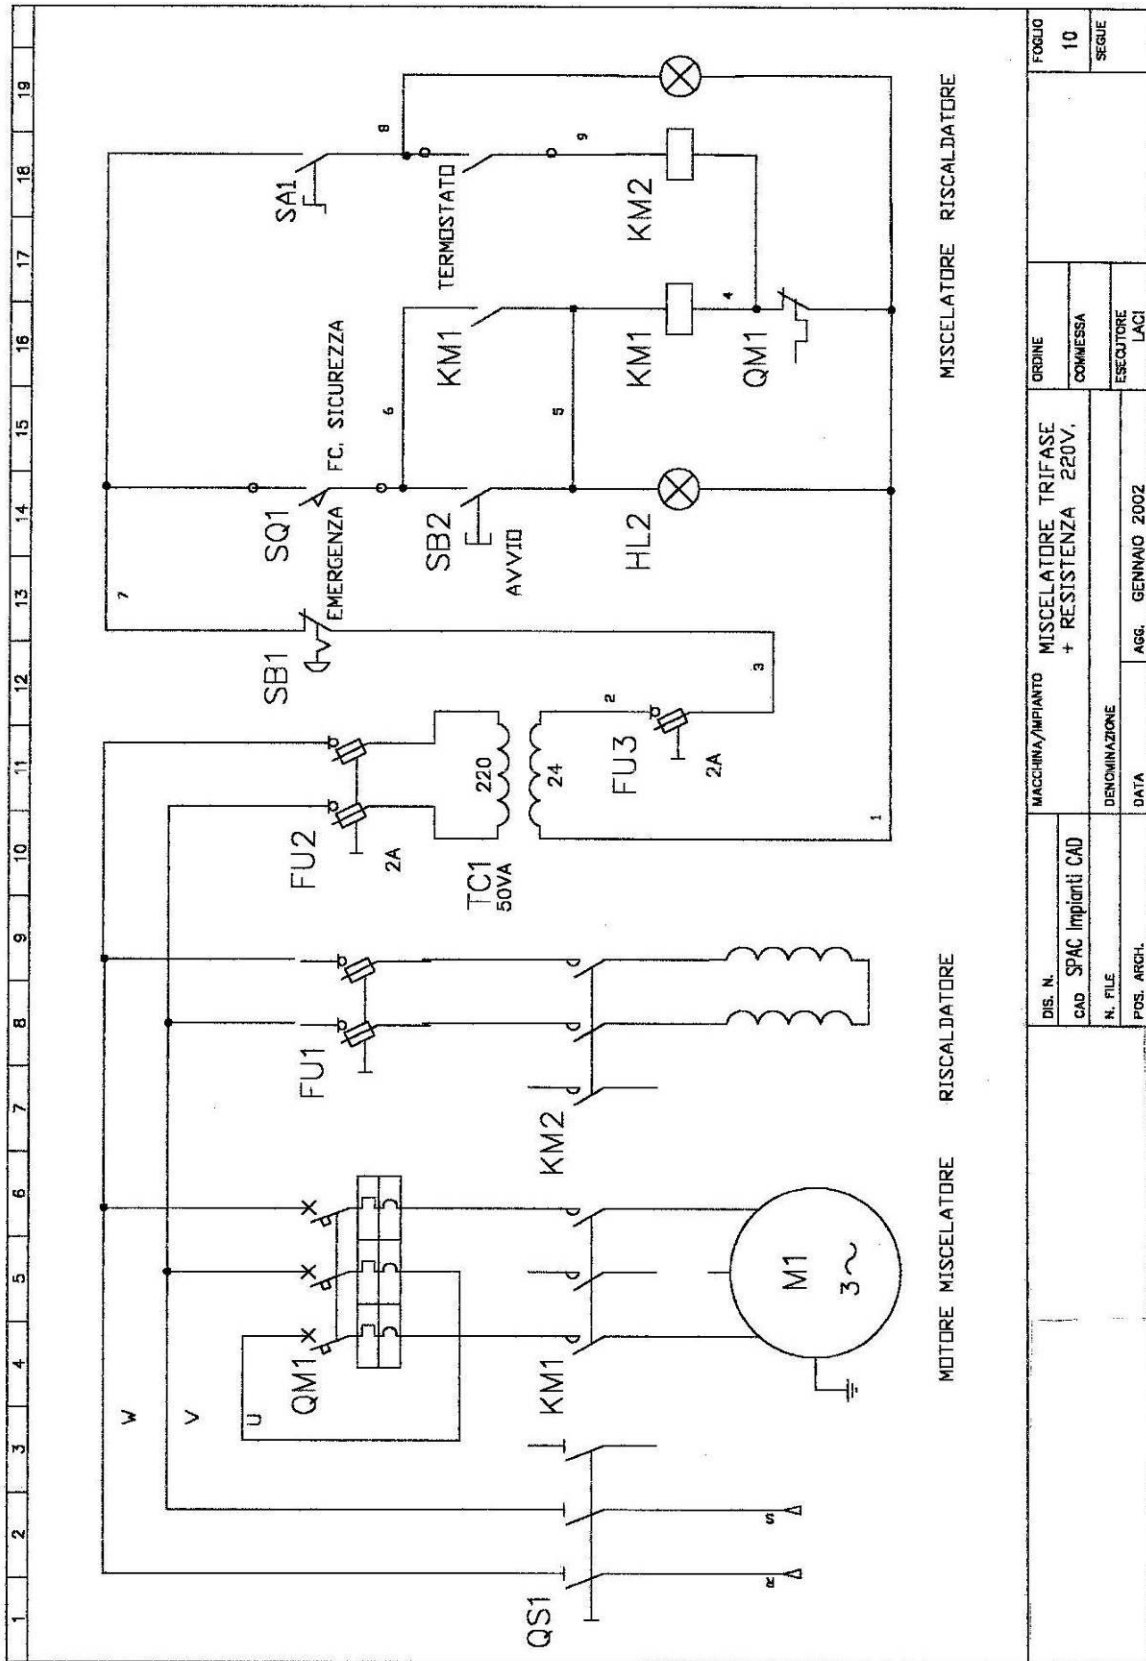 1 2 3 4 5 6 7 8 9 10 11 12 13 14 15 16 17 18 19
W
V
U
QS1
R
S
QM1
KM1
M1
3~
MOTORE MISCELATORE
FU1
KM2
RISCALDATORE
FU2
2A
TC1
50VA
220
24
FU3
2A
1
2
3
7
SB1
EMERGENZA
SQ1
FC. SICUREZZA
SB2
AVVIO
HL2
6
5
KM1
KM1
4
QM1
SA1
8
TERMOSTATO
9
KM2
MISCELATORE RISCALDATORE
DIS. N.
CAD SPAC Impianti CAD
N. FILE
POS. ARCH.
MACCHINA/IMPIANTO MISCELATORE TRIFASE
+ RESISTENZA 220V.
DENOMINAZIONE
DATA AGG. GENNAIO 2002
ORDINE
COMMESSA
ESECUTORE
LACI
FOGLIO
10
SEGUE